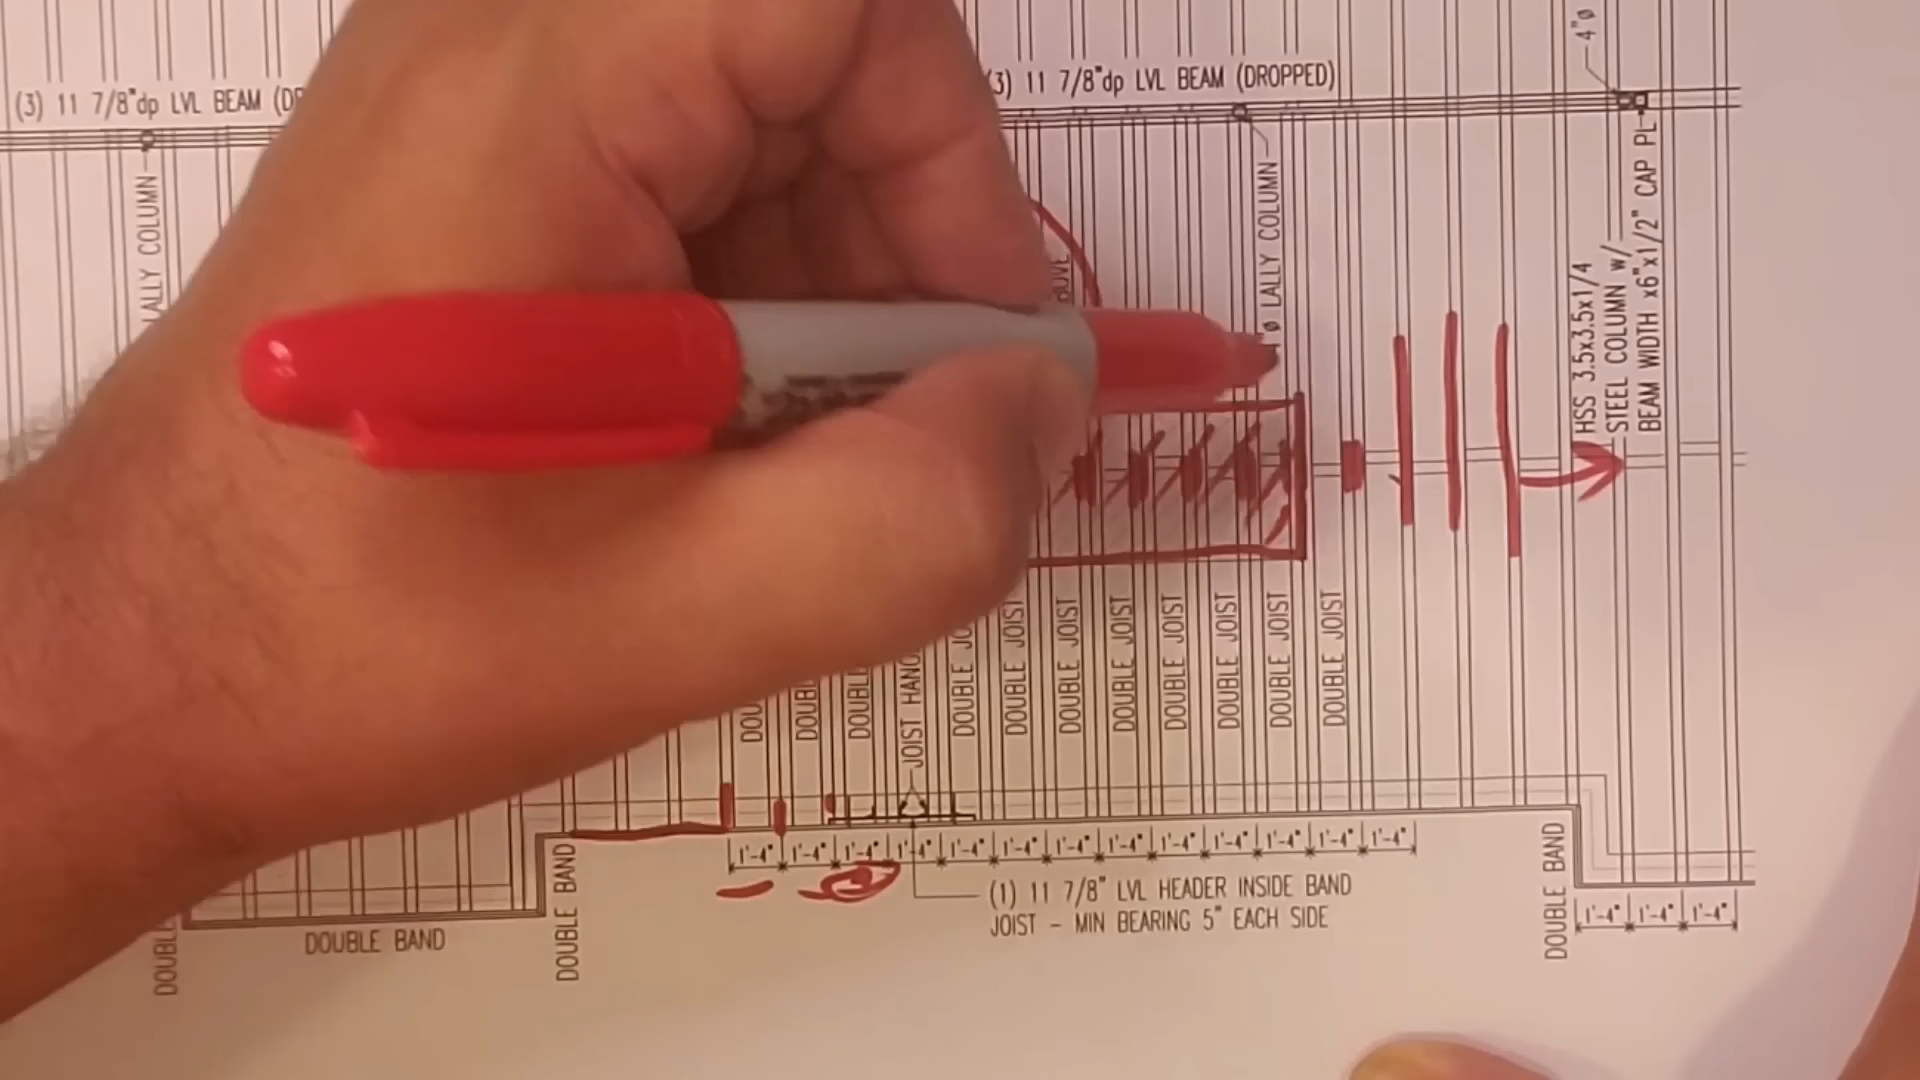 (3) 11 7/8"dp LVL BEAM
3) 11 7/8"dp LVL BEAM (DROPPED)
4"ø
LALLY COLUMN
ø LALLY COLUMN
HSS 3.5x3.5x1/4
STEEL COLUMN w/
BEAM WIDTH x6"x1/2" CAP PL
DOUBLE JOIST
DOUBLE JOIST
DOUBLE JOIST
DOUBLE JOIST
DOUBLE JOIST
DOUBLE JOIST
DOUBLE JOIST
JOIST
1'-4" 1'-4" 1'-4" 1'-4" 1'-4" 1'-4" 1'-4" 1'-4" 1'-4" 1'-4" 1'-4" 1'-4" 1'-4"
(1) 11 7/8" LVL HEADER INSIDE BAND
JOIST - MIN BEARING 5" EACH SIDE
DOUBLE BAND
DOUBLE BAND
DOUBLE BAND
1'-4" 1'-4" 1'-4"
DOUBLE